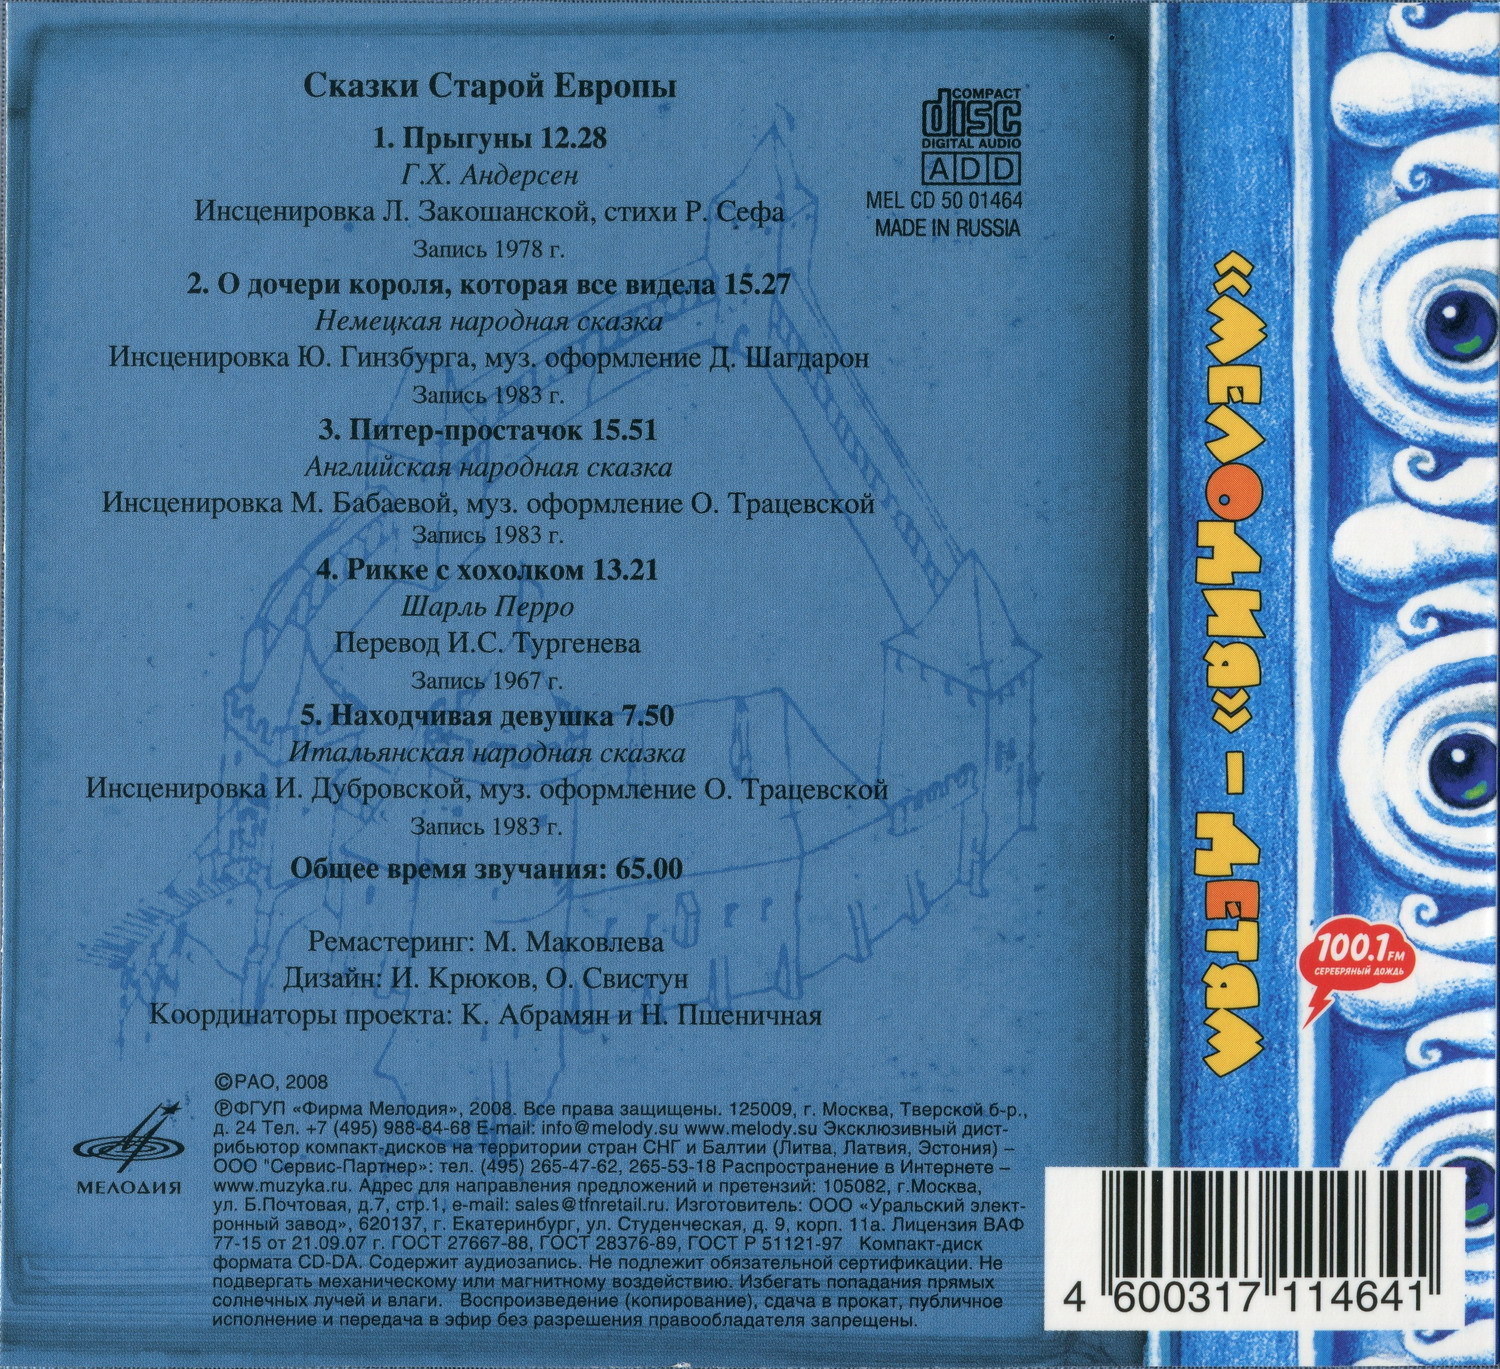 Сказки Старой Европы
1. Прыгуны 12.28
Г.Х. Андерсен
Инсценировка Л. Закошанской, стихи Р. Сефа
Запись 1978 г.
2. О дочери короля, которая все видела 15.27
Немецкая народная сказка
Инсценировка Ю. Гинзбурга, муз. оформление Д. Шагдарон
Запись 1983 г.
3. Питер-простачок 15.51
Английская народная сказка
Инсценировка М. Бабаевой, муз. оформление О. Трацевской
Запись 1983 г.
4. Рикке с хохолком 13.21
Шарль Перро
Перевод И.С. Тургенева
Запись 1967 г.
5. Находчивая девушка 7.50
Итальянская народная сказка
Инсценировка И. Дубровской, муз. оформление О. Трацевской
Запись 1983 г.
Общее время звучания: 65.00
Ремастеринг: М. Маковлева
Дизайн: И. Крюков, О. Свистун
Координаторы проекта: К. Абрамян и Н. Пшеничная
COMPACT
disc
DIGITAL AUDIO
ADD
MEL CD 50 01464
MADE IN RUSSIA
©РАО, 2008
℗ФГУП «Фирма Мелодия», 2008. Все права защищены. 125009, г. Москва, Тверской б-р.,
д. 24 Тел. +7 (495) 988-84-68 E-mail: info@melody.su www.melody.su Эксклюзивный дист-
рибьютор компакт-дисков на территории стран СНГ и Балтии (Литва, Латвия, Эстония) –
ООО "Сервис-Партнер»: тел. (495) 265-47-62, 265-53-18 Распространение в Интернете –
www.muzyka.ru. Адрес для направления предложений и претензий: 105082, г.Москва,
ул. Б.Почтовая, д.7, стр.1, e-mail: sales@tfnretail.ru. Изготовитель: ООО «Уральский элект-
ронный завод», 620137, г. Екатеринбург, ул. Студенческая, д. 9, корп. 11а. Лицензия ВАФ
77-15 от 21.09.07 г. ГОСТ 27667-88, ГОСТ 28376-89, ГОСТ Р 51121-97 Компакт-диск
формата CD-DA. Содержит аудиозапись. Не подлежит обязательной сертификации. Не
подвергать механическому или магнитному воздействию. Избегать попадания прямых
солнечных лучей и влаги. Воспроизведение (копирование), сдача в прокат, публичное
исполнение и передача в эфир без разрешения правообладателя запрещены.
МЕЛОДИЯ
«МЕЛОДИЯ» – ДЕТЯМ
100.1 FM
СЕРЕБРЯНЫЙ ДОЖДЬ
4 600317 114641